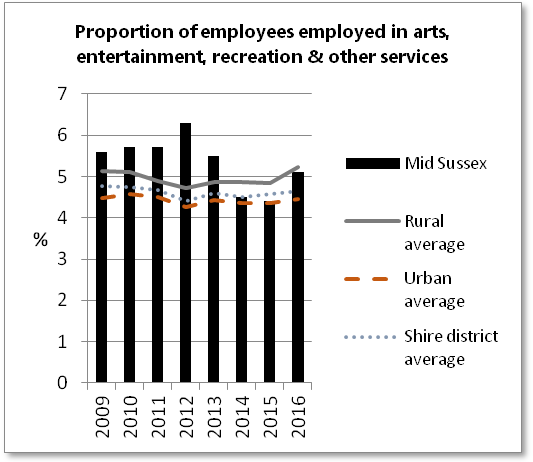 Proportion of employees employed in arts,
entertainment, recreation & other services
7
6
5
4
3
2
1
0
%
2009
2010
2011
2012
2013
2014
2015
2016
Mid Sussex
Rural
average
Urban
average
Shire district
average